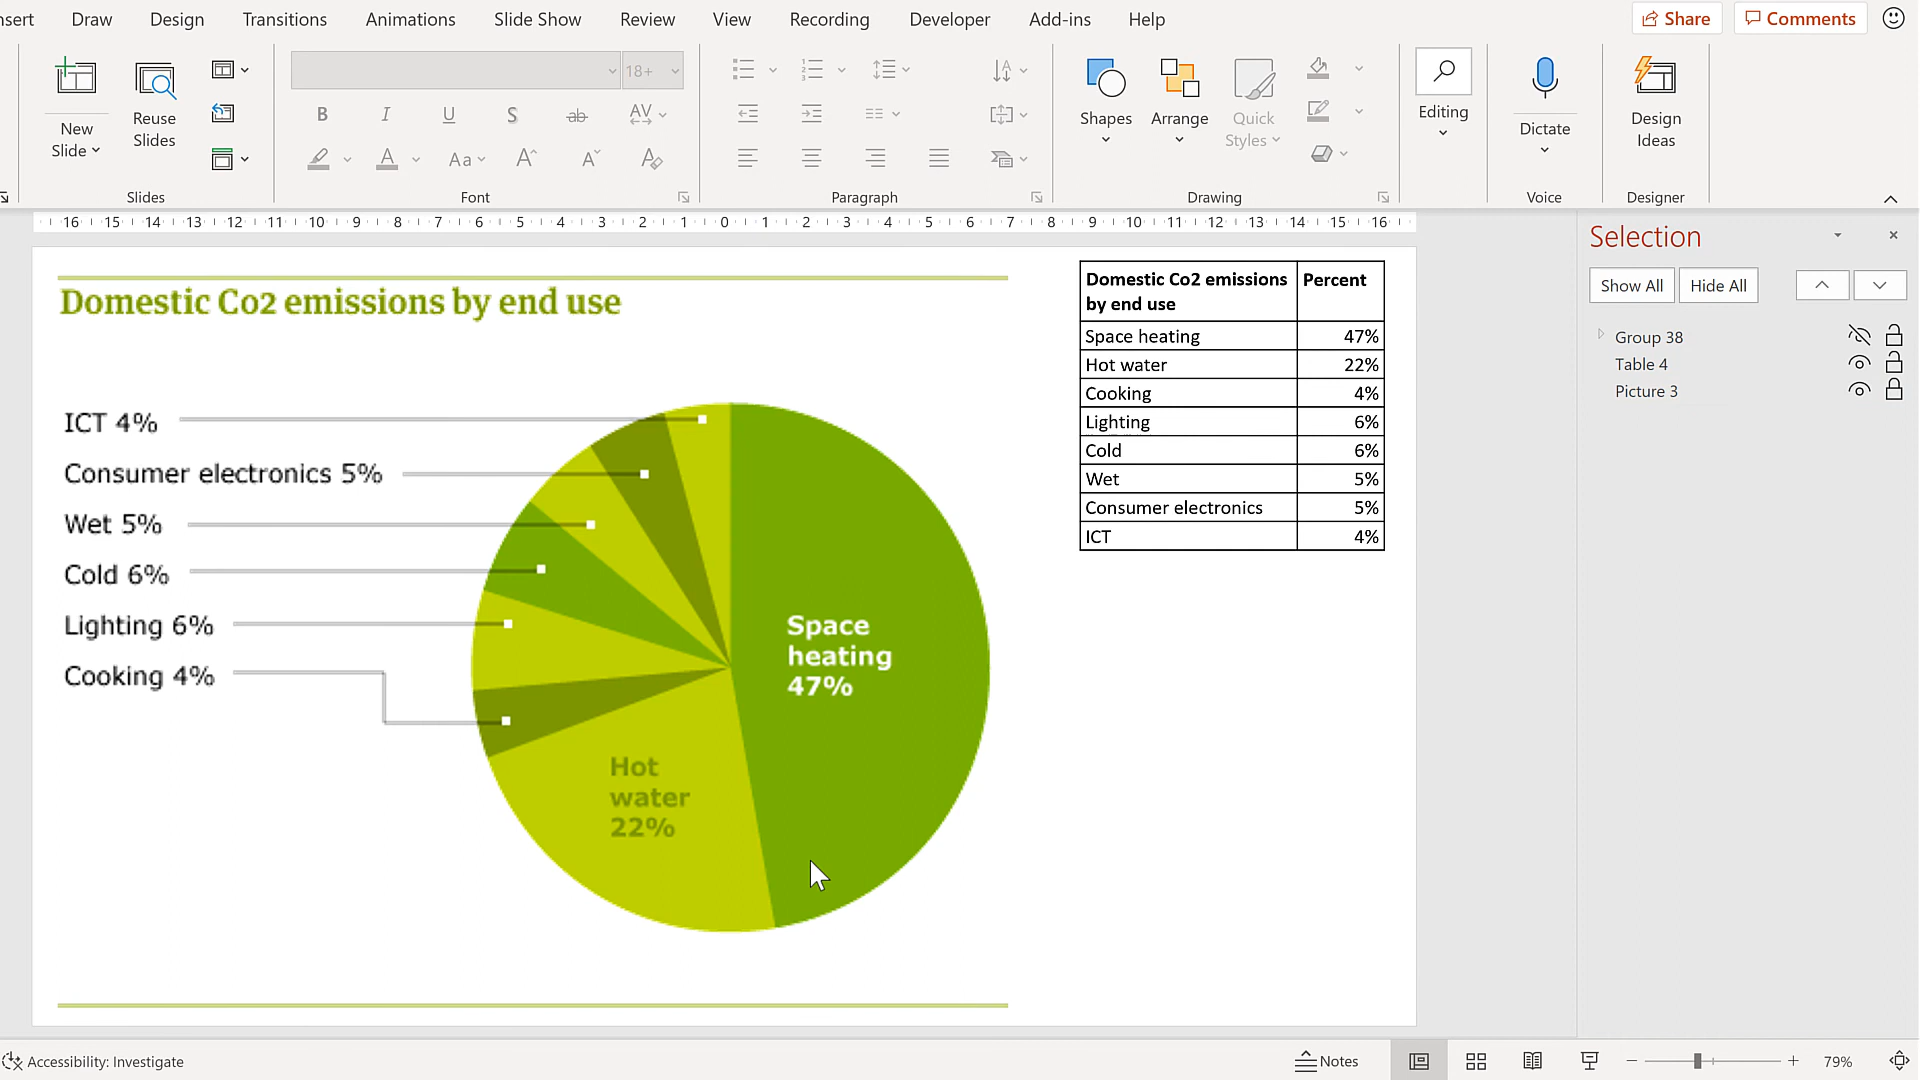 nsert Draw Design Transitions Animations Slide Show Review View Recording Developer Add-ins Help Share Comments
New Slide
Reuse Slides
Slides
18+
B I U S ab AV
A Aa A A A
Font
Paragraph
Shapes
Arrange
Quick Styles
Drawing
Editing
Dictate
Voice
Design Ideas
Designer
16 15 14 13 12 11 10 9 8 7 6 5 4 3 2 1 0 1 2 3 4 5 6 7 8 9 10 11 12 13 14 15 16
Domestic Co2 emissions by end use
ICT 4%
Consumer electronics 5%
Wet 5%
Cold 6%
Lighting 6%
Cooking 4%
Space
heating
47%
Hot
water
22%
Domestic Co2 emissions Percent
by end use
Space heating 47%
Hot water 22%
Cooking 4%
Lighting 6%
Cold 6%
Wet 5%
Consumer electronics 5%
ICT 4%
Selection
Show All Hide All
Group 38
Table 4
Picture 3
Accessibility: Investigate
Notes
79%